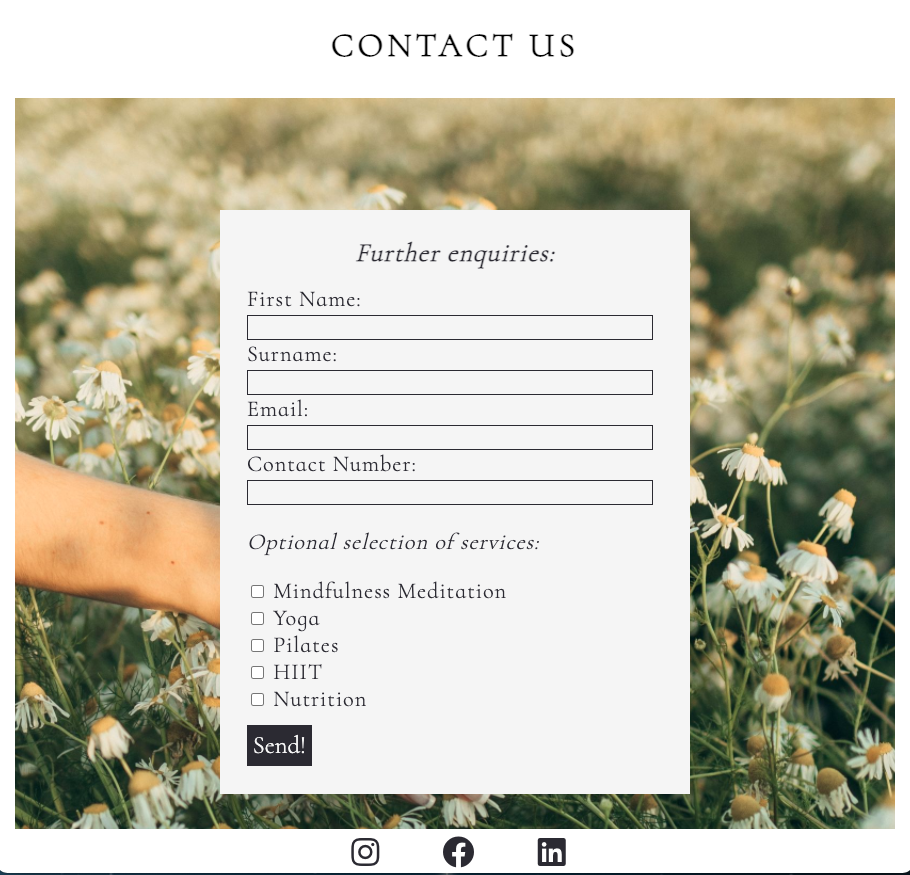 CONTACT US
Further enquiries:
First Name:
Surname:
Email:
Contact Number:
Optional selection of services:
Mindfulness Meditation
Yoga
Pilates
HIIT
Nutrition
Send!